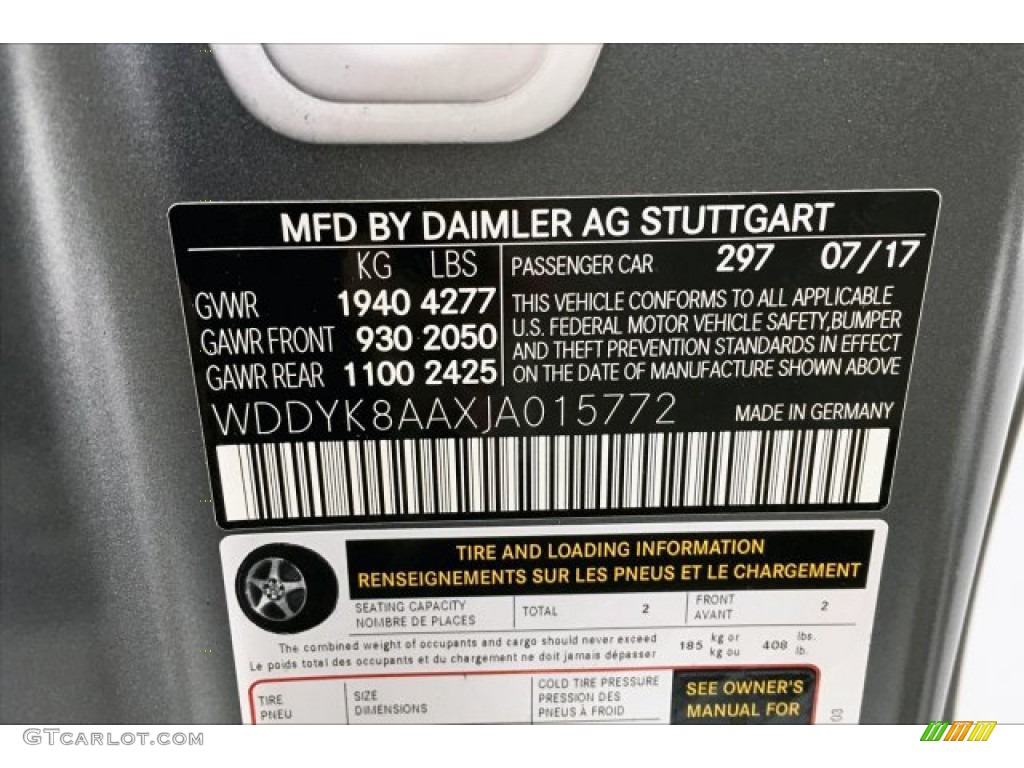 MFD BY DAIMLER AG STUTTGART
KG LBS
GVWR 1940 4277
GAWR FRONT 930 2050
GAWR REAR 1100 2425
PASSENGER CAR 297 07/17
THIS VEHICLE CONFORMS TO ALL APPLICABLE
U.S. FEDERAL MOTOR VEHICLE SAFETY, BUMPER
AND THEFT PREVENTION STANDARDS IN EFFECT
ON THE DATE OF MANUFACTURE SHOWN ABOVE
WDDYK8AAXJA015772 MADE IN GERMANY
TIRE AND LOADING INFORMATION
RENSEIGNEMENTS SUR LES PNEUS ET LE CHARGEMENT
SEATING CAPACITY
NOMBRE DE PLACES
TOTAL 2
FRONT
AVANT
2
The combined weight of occupants and cargo should never exceed
Le poids total des occupants et du chargement ne doit jamais dépasser
185 kg or
kg ou
408 lbs.
lb.
TIRE
PNEU
SIZE
DIMENSIONS
COLD TIRE PRESSURE
PRESSION DES
PNEUS À FROID
SEE OWNER'S
MANUAL FOR
03
GTCarlot.com